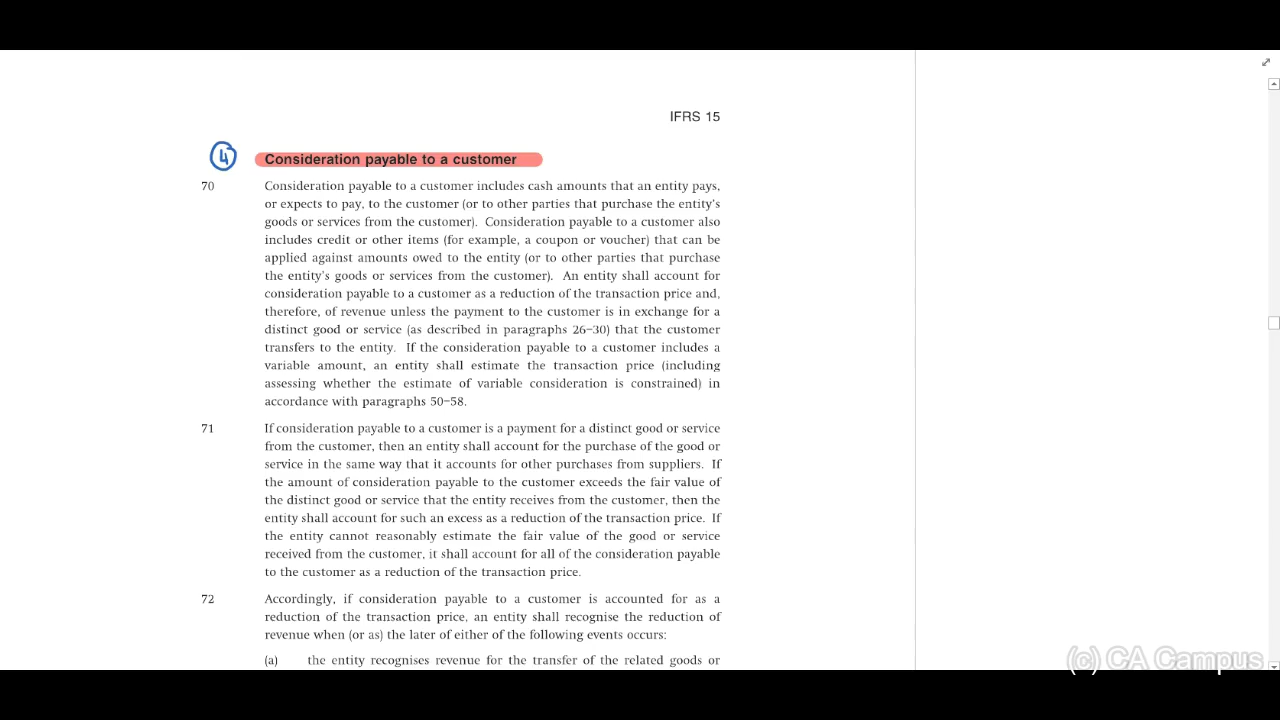 IFRS 15
4 Consideration payable to a customer
70 Consideration payable to a customer includes cash amounts that an entity pays,
or expects to pay, to the customer (or to other parties that purchase the entity's
goods or services from the customer). Consideration payable to a customer also
includes credit or other items (for example, a coupon or voucher) that can be
applied against amounts owed to the entity (or to other parties that purchase
the entity's goods or services from the customer). An entity shall account for
consideration payable to a customer as a reduction of the transaction price and,
therefore, of revenue unless the payment to the customer is in exchange for a
distinct good or service (as described in paragraphs 26–30) that the customer
transfers to the entity. If the consideration payable to a customer includes a
variable amount, an entity shall estimate the transaction price (including
assessing whether the estimate of variable consideration is constrained) in
accordance with paragraphs 50–58.
71 If consideration payable to a customer is a payment for a distinct good or service
from the customer, then an entity shall account for the purchase of the good or
service in the same way that it accounts for other purchases from suppliers. If
the amount of consideration payable to the customer exceeds the fair value of
the distinct good or service that the entity receives from the customer, then the
entity shall account for such an excess as a reduction of the transaction price. If
the entity cannot reasonably estimate the fair value of the good or service
received from the customer, it shall account for all of the consideration payable
to the customer as a reduction of the transaction price.
72 Accordingly, if consideration payable to a customer is accounted for as a
reduction of the transaction price, an entity shall recognise the reduction of
revenue when (or as) the later of either of the following events occurs:
(a) the entity recognises revenue for the transfer of the related goods or
(c) CA Campus